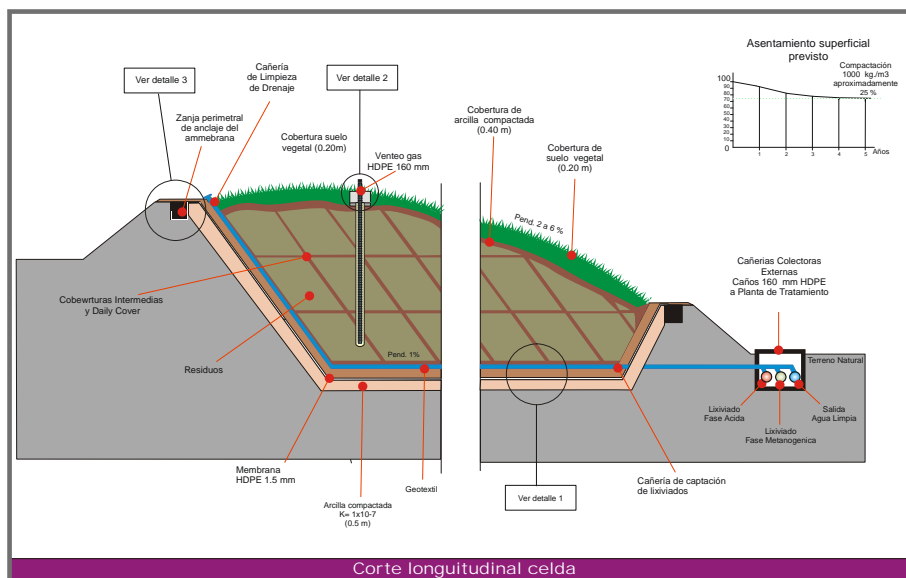 Asentamiento superficial
previsto
Compactación
1000 kg./m3
aproximadamente
25 %
100
90
80
70
60
50
40
30
20
10
0
1
2
3
4
5
Años
Ver detalle 3
Cañería
de Limpieza
de Drenaje
Ver detalle 2
Zanja perimetral
de anclaje del
ammebrana
Cobertura suelo
vegetal (0.20m)
Venteo gas
HDPE 160 mm
Cobertura de
arcilla compactada
(0.40 m)
Cobertura de
suelo vegetal
(0.20 m)
Pend. 2 a 6 %
Cañerias Colectoras
Externas
Caños 160 mm HDPE
a Planta de Tratamiento
Cobewrturas Intermedias
y Daily Cover
Residuos
Pend. 1%
Terreno Natural
Lixiviado
Fase Acida
Lixiviado
Fase Metanogenica
Salida
Agua Limpia
Membrana
HDPE 1.5 mm
Geotextil
Arcilla compactada
K= 1x10-7
(0.5 m)
Ver detalle 1
Cañería de captación
de lixiviados
Corte longuitudinal celda